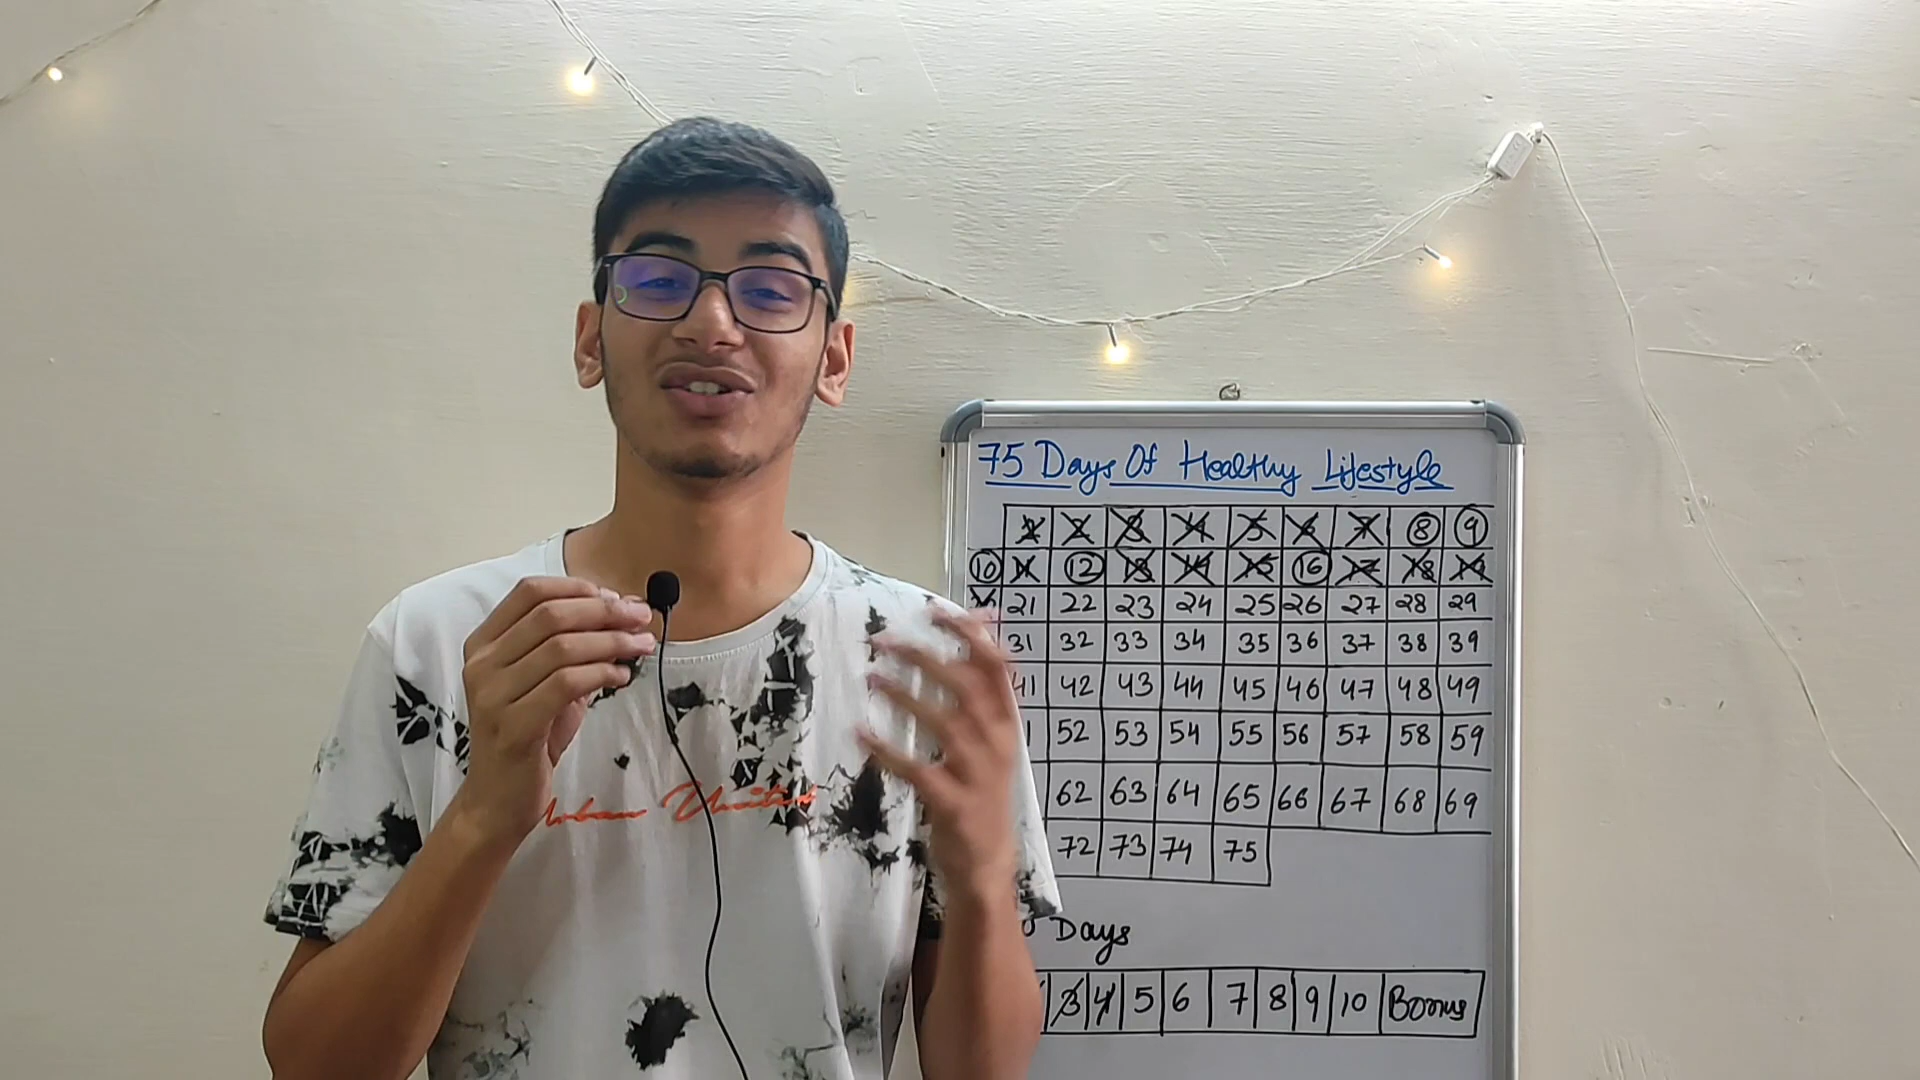 75 Days Of Healthy Lifestyle
1 2 3 4 5 6 7 8 9
10 11 12 13 14 15 16 17 18 19
21 22 23 24 25 26 27 28 29
31 32 33 34 35 36 37 38 39
41 42 43 44 45 46 47 48 49
52 53 54 55 56 57 58 59
62 63 64 65 66 67 68 69
72 73 74 75
Days
3 4 5 6 7 8 9 10 Bonus
Urban United